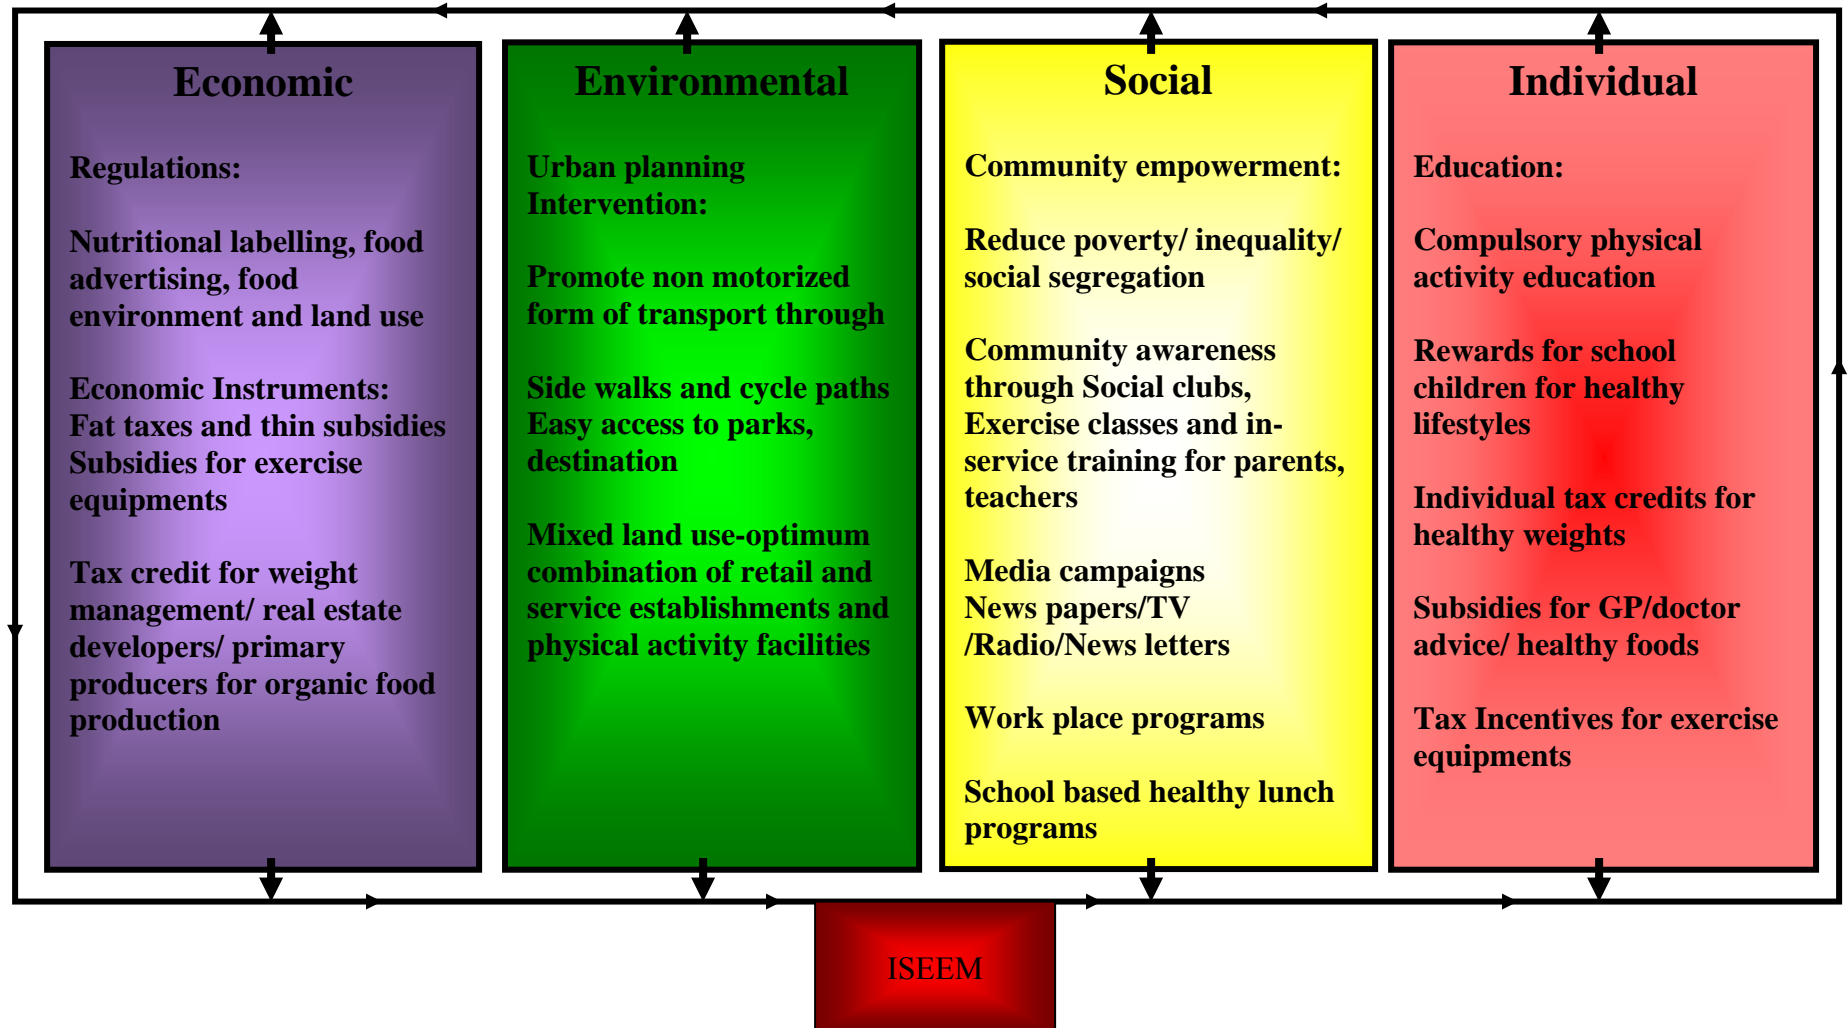 Economic
Regulations:
Nutritional labelling, food
advertising, food
environment and land use
Economic Instruments:
Fat taxes and thin subsidies
Subsidies for exercise
equipments
Tax credit for weight
management/ real estate
developers/ primary
producers for organic food
production
Environmental
Urban planning
Intervention:
Promote non motorized
form of transport through
Side walks and cycle paths
Easy access to parks,
destination
Mixed land use-optimum
combination of retail and
service establishments and
physical activity facilities
Social
Community empowerment:
Reduce poverty/ inequality/
social segregation
Community awareness
through Social clubs,
Exercise classes and in-
service training for parents,
teachers
Media campaigns
News papers/TV
/Radio/News letters
Work place programs
School based healthy lunch
programs
Individual
Education:
Compulsory physical
activity education
Rewards for school
children for healthy
lifestyles
Individual tax credits for
healthy weights
Subsidies for GP/doctor
advice/ healthy foods
Tax Incentives for exercise
equipments
ISEEM